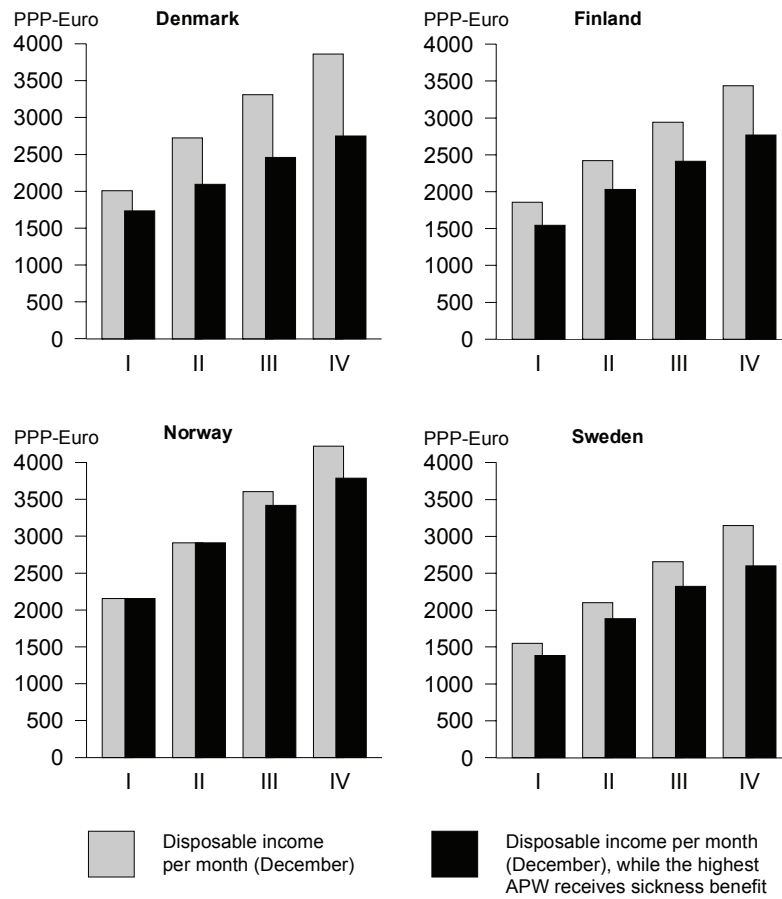 PPP-Euro
Denmark
4000
3500
3000
2500
2000
1500
1000
500
0
I II III IV
PPP-Euro
Finland
4000
3500
3000
2500
2000
1500
1000
500
0
I II III IV
PPP-Euro
Norway
4000
3500
3000
2500
2000
1500
1000
500
0
I II III IV
PPP-Euro
Sweden
4000
3500
3000
2500
2000
1500
1000
500
0
I II III IV
Disposable income
per month (December)
Disposable income per month
(December), while the highest
APW receives sickness benefit